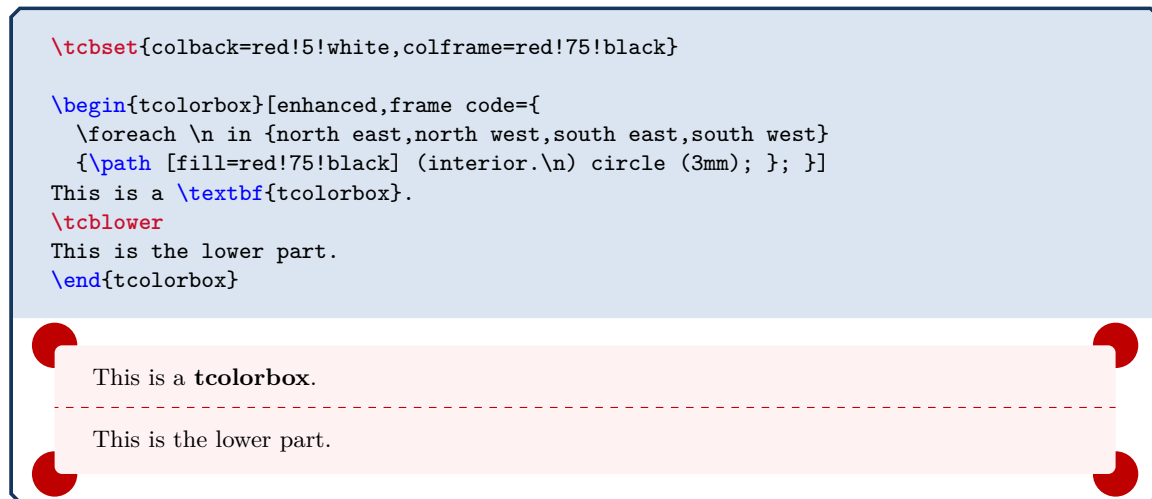 \tcbset{colback=red!5!white,colframe=red!75!black}

\begin{tcolorbox}[enhanced,frame code={
  \foreach \n in {north east,north west,south east,south west}
  {\path [fill=red!75!black] (interior.\n) circle (3mm); }; }]
This is a \textbf{tcolorbox}.
\tcblower
This is the lower part.
\end{tcolorbox}
This is a tcolorbox.
This is the lower part.